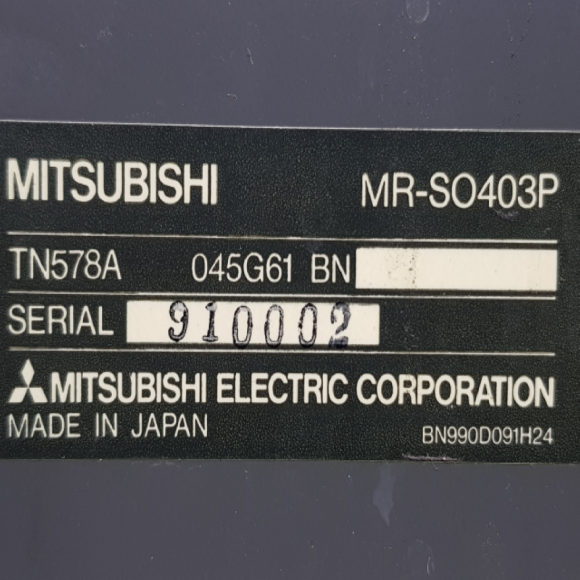 MITSUBISHI MR-SO403P
TN578A 045G61 BN
SERIAL 910002
MITSUBISHI ELECTRIC CORPORATION
MADE IN JAPAN BN990D091H24